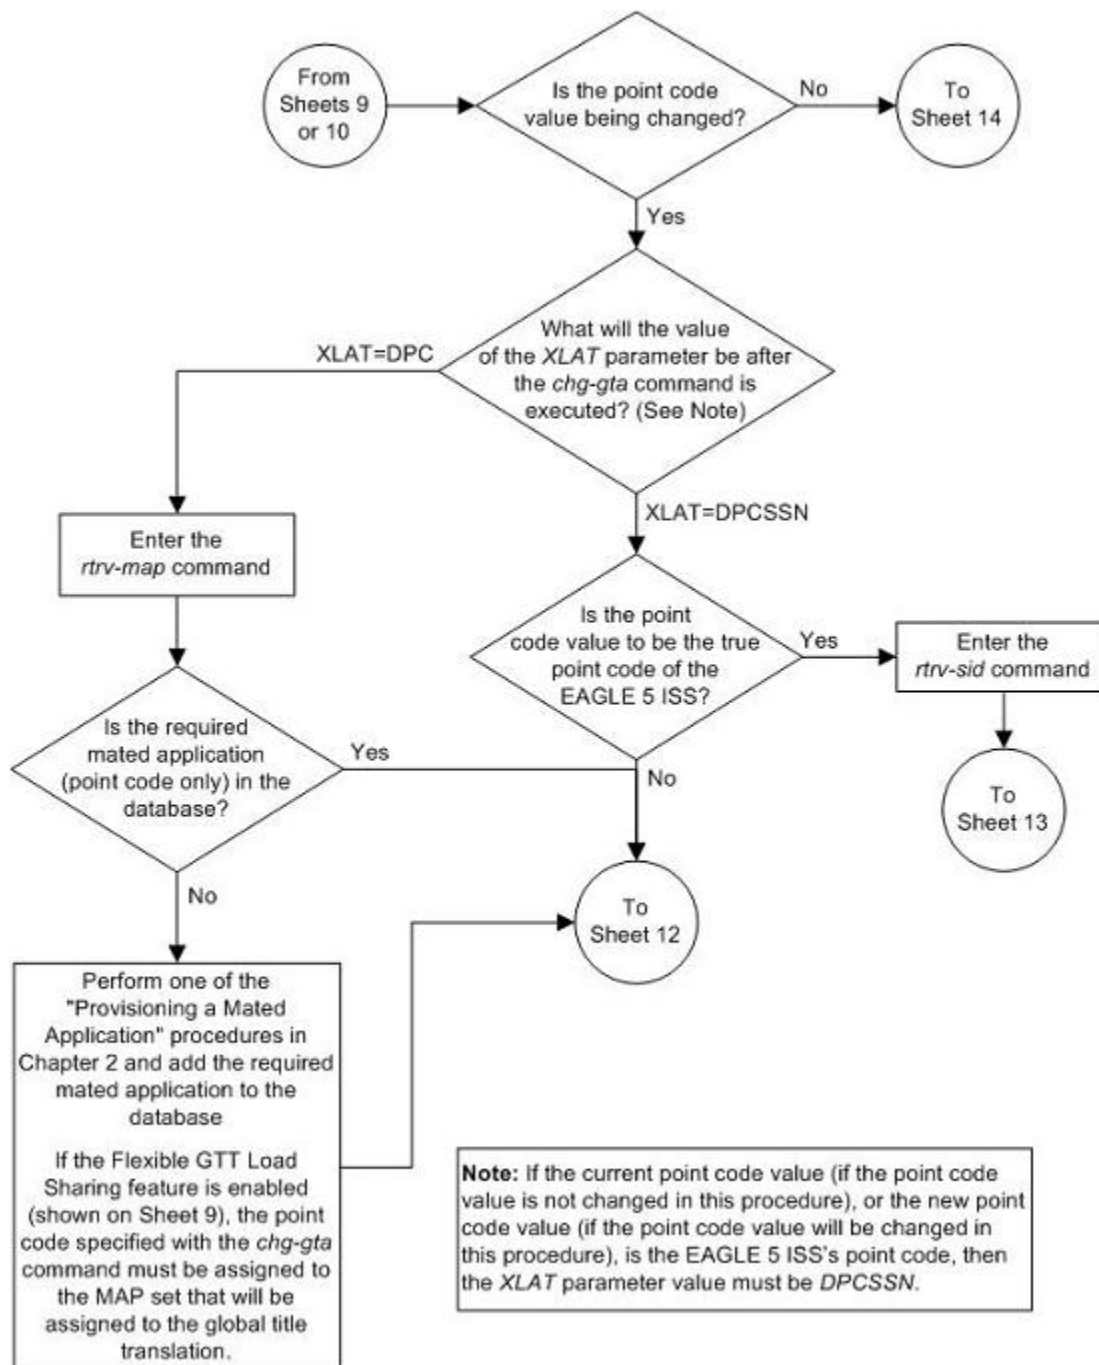 From
Sheets 9
or 10
Is the point code
value being changed?
No
To
Sheet 14
Yes
What will the value
of the XLAT parameter be after
the chg-gta command is
executed? (See Note)
XLAT=DPC
XLAT=DPCSSN
Enter the
rtrv-map command
Is the point
code value to be the true
point code of the
EAGLE 5 ISS?
Yes
Enter the
rtrv-sid command
To
Sheet 13
No
Is the required
mated application
(point code only) in the
database?
Yes
No
To
Sheet 12
Perform one of the
"Provisioning a Mated
Application" procedures in
Chapter 2 and add the required
mated application to the
database
If the Flexible GTT Load
Sharing feature is enabled
(shown on Sheet 9), the point
code specified with the chg-gta
command must be assigned to
the MAP set that will be
assigned to the global title
translation.
Note: If the current point code value (if the point code
value is not changed in this procedure), or the new point
code value (if the point code value will be changed in
this procedure), is the EAGLE 5 ISS's point code, then
the XLAT parameter value must be DPCSSN.